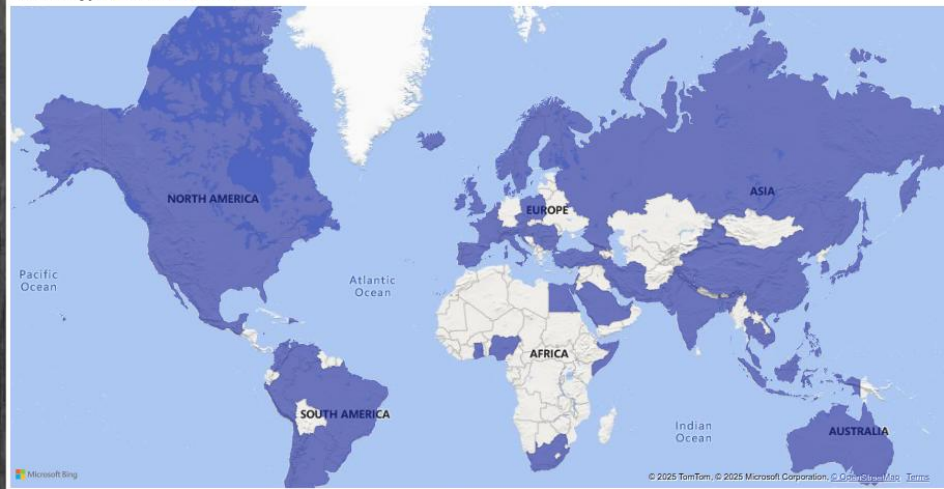 NORTH AMERICA
EUROPE
ASIA
Pacific
Ocean
Atlantic
Ocean
AFRICA
SOUTH AMERICA
Indian
Ocean
AUSTRALIA
Microsoft Bing
© 2025 TomTom, © 2025 Microsoft Corporation, © OpenStreetMap Terms